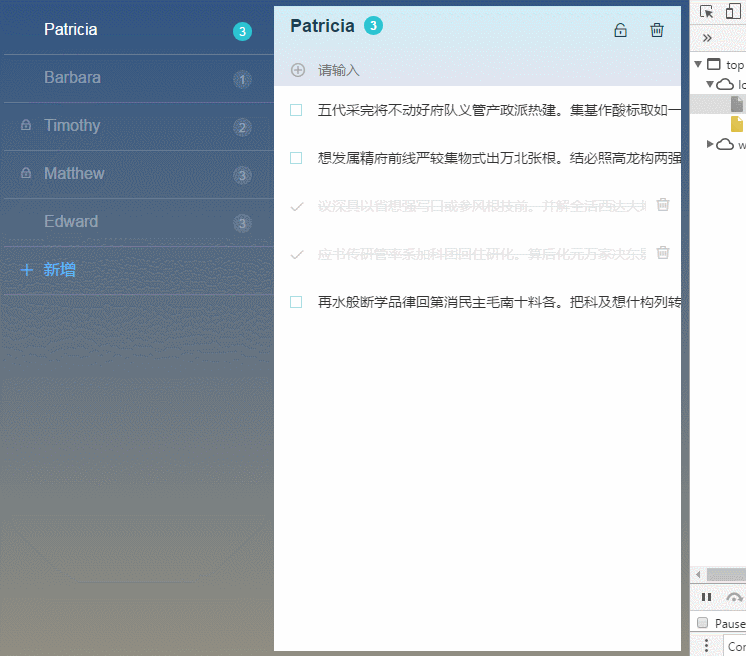 Patricia 3
Barbara 1
Timothy 2
Matthew 3
Edward 3
新增
Patricia 3
请输入
五代采完将不动好府队义管产政派热建。集基作酸标取如一
想发属精府前线严较集物式出万北张根。结必照高龙构两强
议深具以省想强写口或参风根技前。并解全活西达大
应书传研管率系加科团回住研化。算后化元万家决东
再水般断学品律回第消民主毛南十料各。把科及想什构列转
»
top
lo
w
Pause
Cor